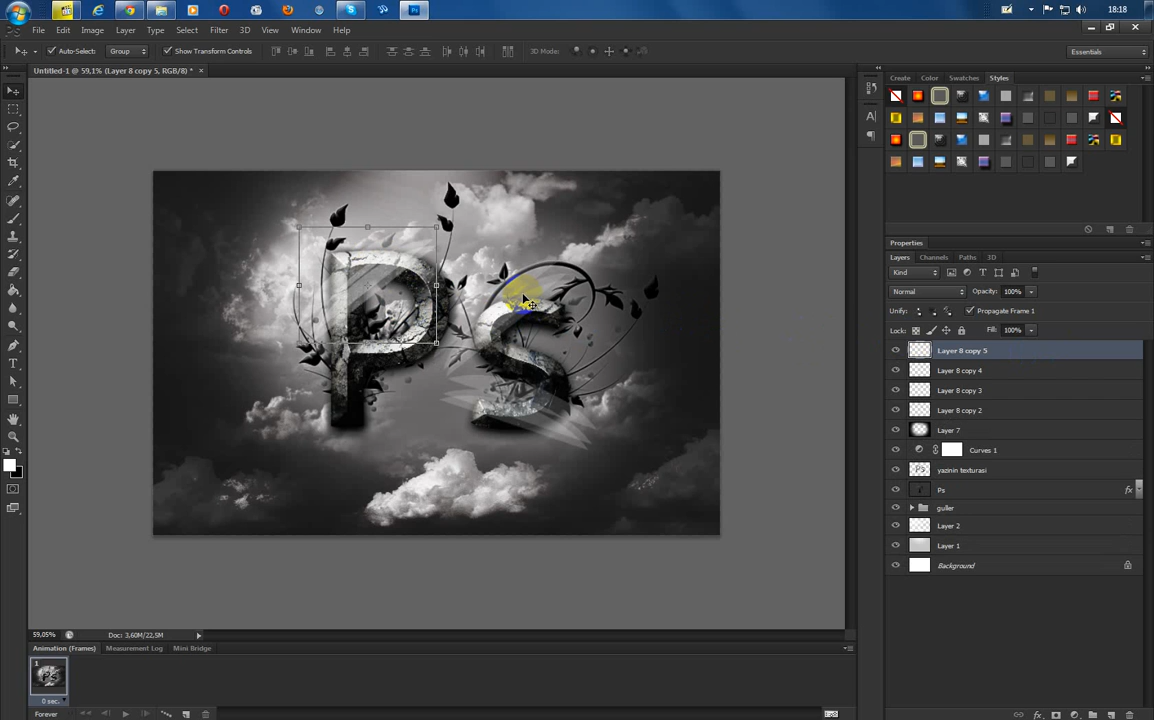 18:18
File Edit Image Layer Type Select Filter 3D View Window Help
Auto-Select: Group Show Transform Controls 3D Mode: Essentials
Untitled-1 @ 59,1% (Layer 8 copy 5, RGB/8) * ×
Create Color Swatches Styles
Properties
Layers Channels Paths 3D
Kind
Normal Opacity: 100%
Unify: Propagate Frame 1
Lock: Fill: 100%
Layer 8 copy 5
Layer 8 copy 4
Layer 8 copy 3
Layer 8 copy 2
Layer 7
Curves 1
yazinin texturasi
Ps fx
guller
Layer 2
Layer 1
Background
PS
59,05% Doc: 3,60M/22,5M
Animation (Frames) Measurement Log Mini Bridge
1
0 sec.
Forever